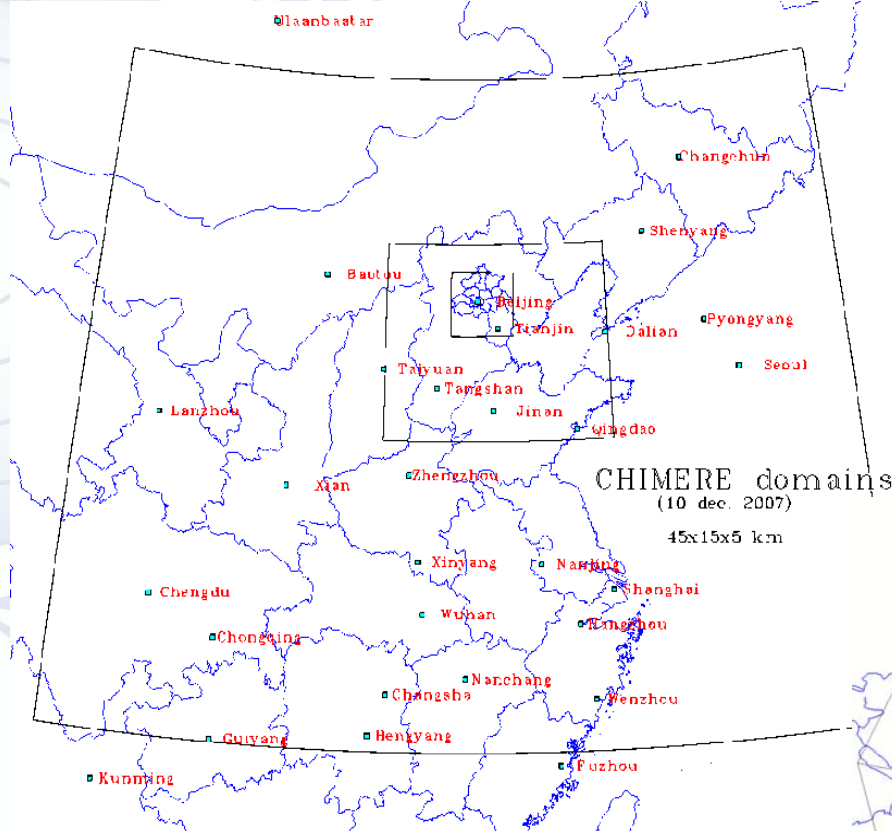 Ulaanbaatar
Changchun
Shenyang
Baotou
Beijing
Tianjin
Dalian
Pyongyang
Seoul
Taiyuan
Tangshan
Lanzhou
Jinan
Qingdao
Zhengzhou
Xian
CHIMERE domains
(10 dec. 2007)
45x15x5 km
Xinyang
Nanjing
Shanghai
Chengdu
Wuhan
Hangzhou
Chongqing
Nanchang
Changsha
Wenzhou
Guiyang
Hengyang
Fuzhou
Kunming